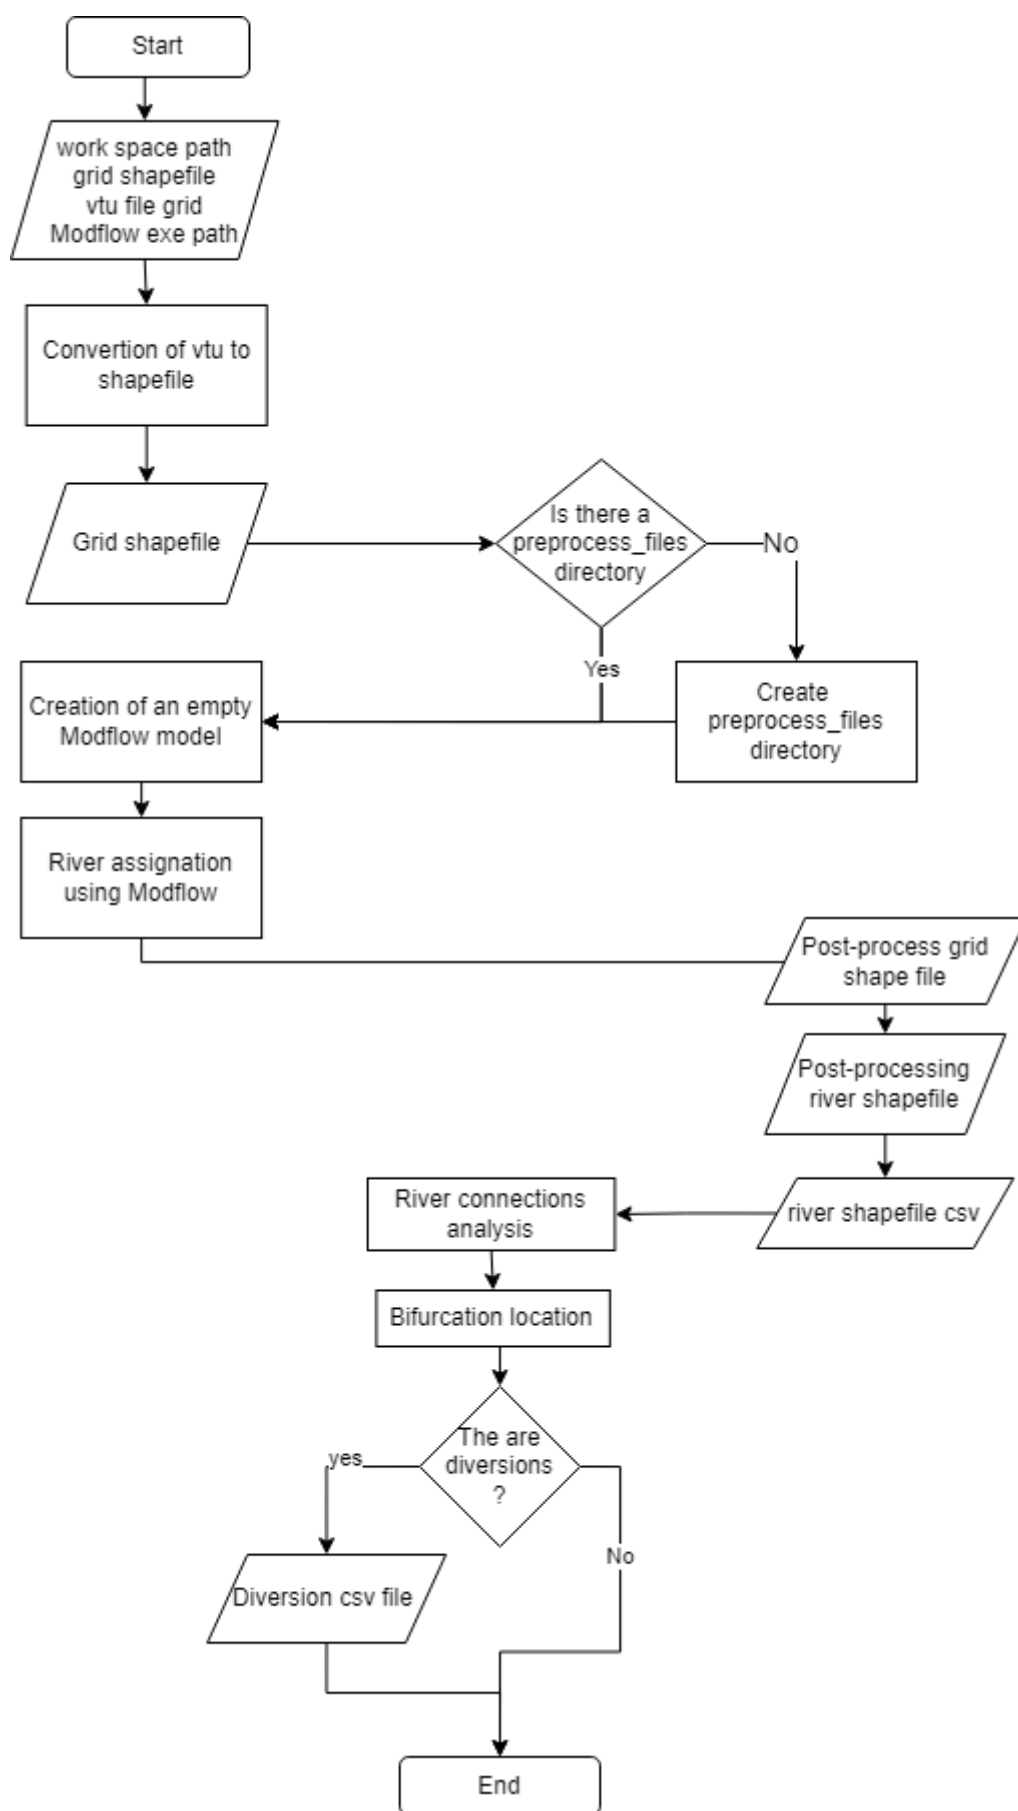 Start
work space path
grid shapefile
vtu file grid
Modflow exe path
Convertion of vtu to
shapefile
Grid shapefile
Is there a
preprocess_files
directory
No
Yes
Creation of an empty
Modflow model
Create
preprocess_files
directory
River assignation
using Modflow
Post-process grid
shape file
Post-processing
river shapefile
river shapefile csv
River connections
analysis
Bifurcation location
The are
diversions
?
yes
No
Diversion csv file
End